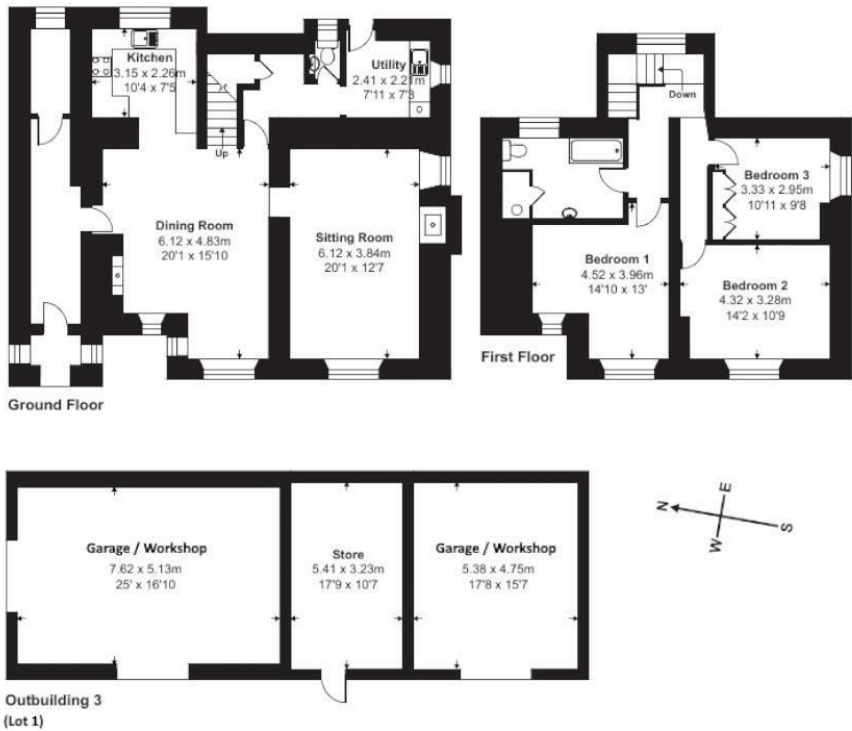 Kitchen
3.15 x 2.26m
10'4 x 7'5
Utility
2.41 x 2.21m
7'11 x 7'3
Up
Dining Room
6.12 x 4.83m
20'1 x 15'10
Sitting Room
6.12 x 3.84m
20'1 x 12'7
Ground Floor
Down
Bedroom 3
3.33 x 2.95m
10'11 x 9'8
Bedroom 1
4.52 x 3.96m
14'10 x 13'
Bedroom 2
4.32 x 3.28m
14'2 x 10'9
First Floor
N
E
W
S
Garage / Workshop
7.62 x 5.13m
25' x 16'10
Store
5.41 x 3.23m
17'9 x 10'7
Garage / Workshop
5.38 x 4.75m
17'8 x 15'7
Outbuilding 3
(Lot 1)